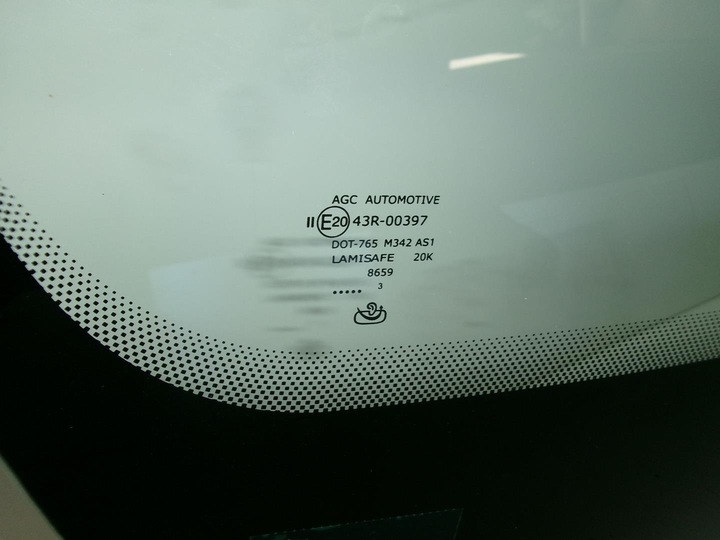 AGC AUTOMOTIVE
II E20 43R-00397
DOT-765 M342 AS1
LAMISAFE 20K
8659
..... 3